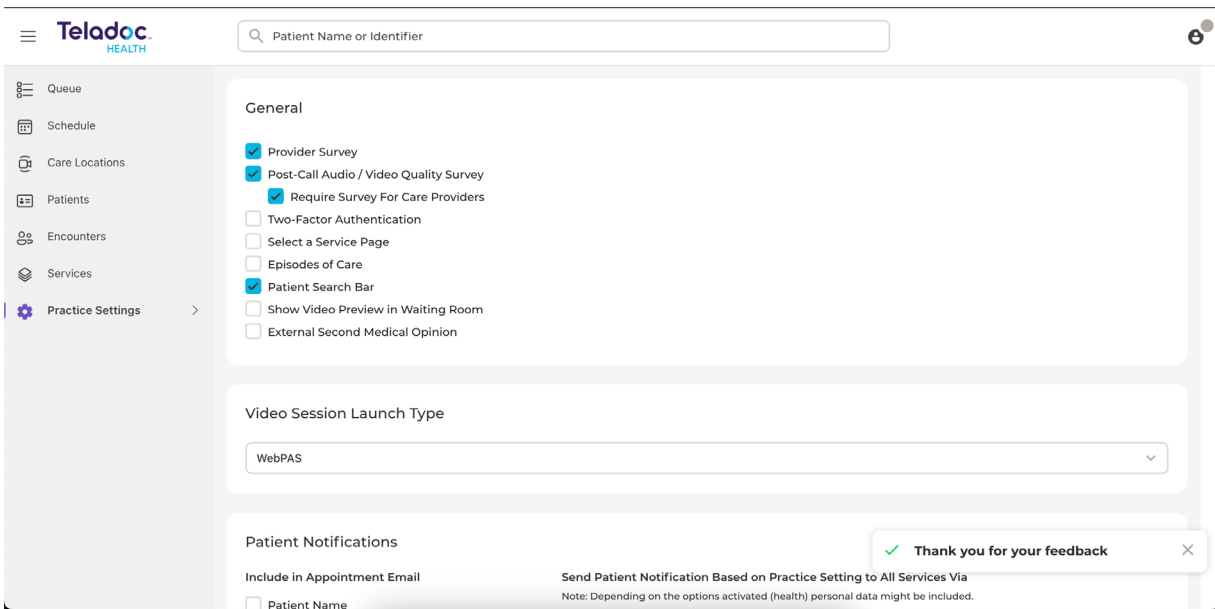 Teladoc
HEALTH
Patient Name or Identifier
Queue
Schedule
Care Locations
Patients
Encounters
Services
Practice Settings
General
Provider Survey
Post-Call Audio / Video Quality Survey
Require Survey For Care Providers
Two-Factor Authentication
Select a Service Page
Episodes of Care
Patient Search Bar
Show Video Preview in Waiting Room
External Second Medical Opinion
Video Session Launch Type
WebPAS
Patient Notifications
Include in Appointment Email
Patient Name
Send Patient Notification Based on Practice Setting to All Services Via
Note: Depending on the options activated (health) personal data might be included.
Thank you for your feedback